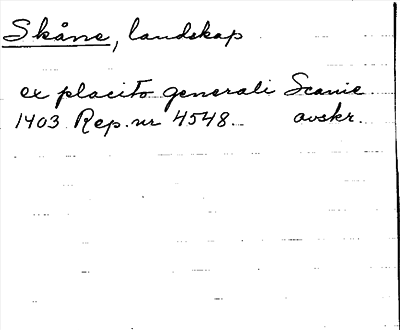 Skåne, landskap
ex placito generali Scanie
1403 Rep. nr 4548 avskr.